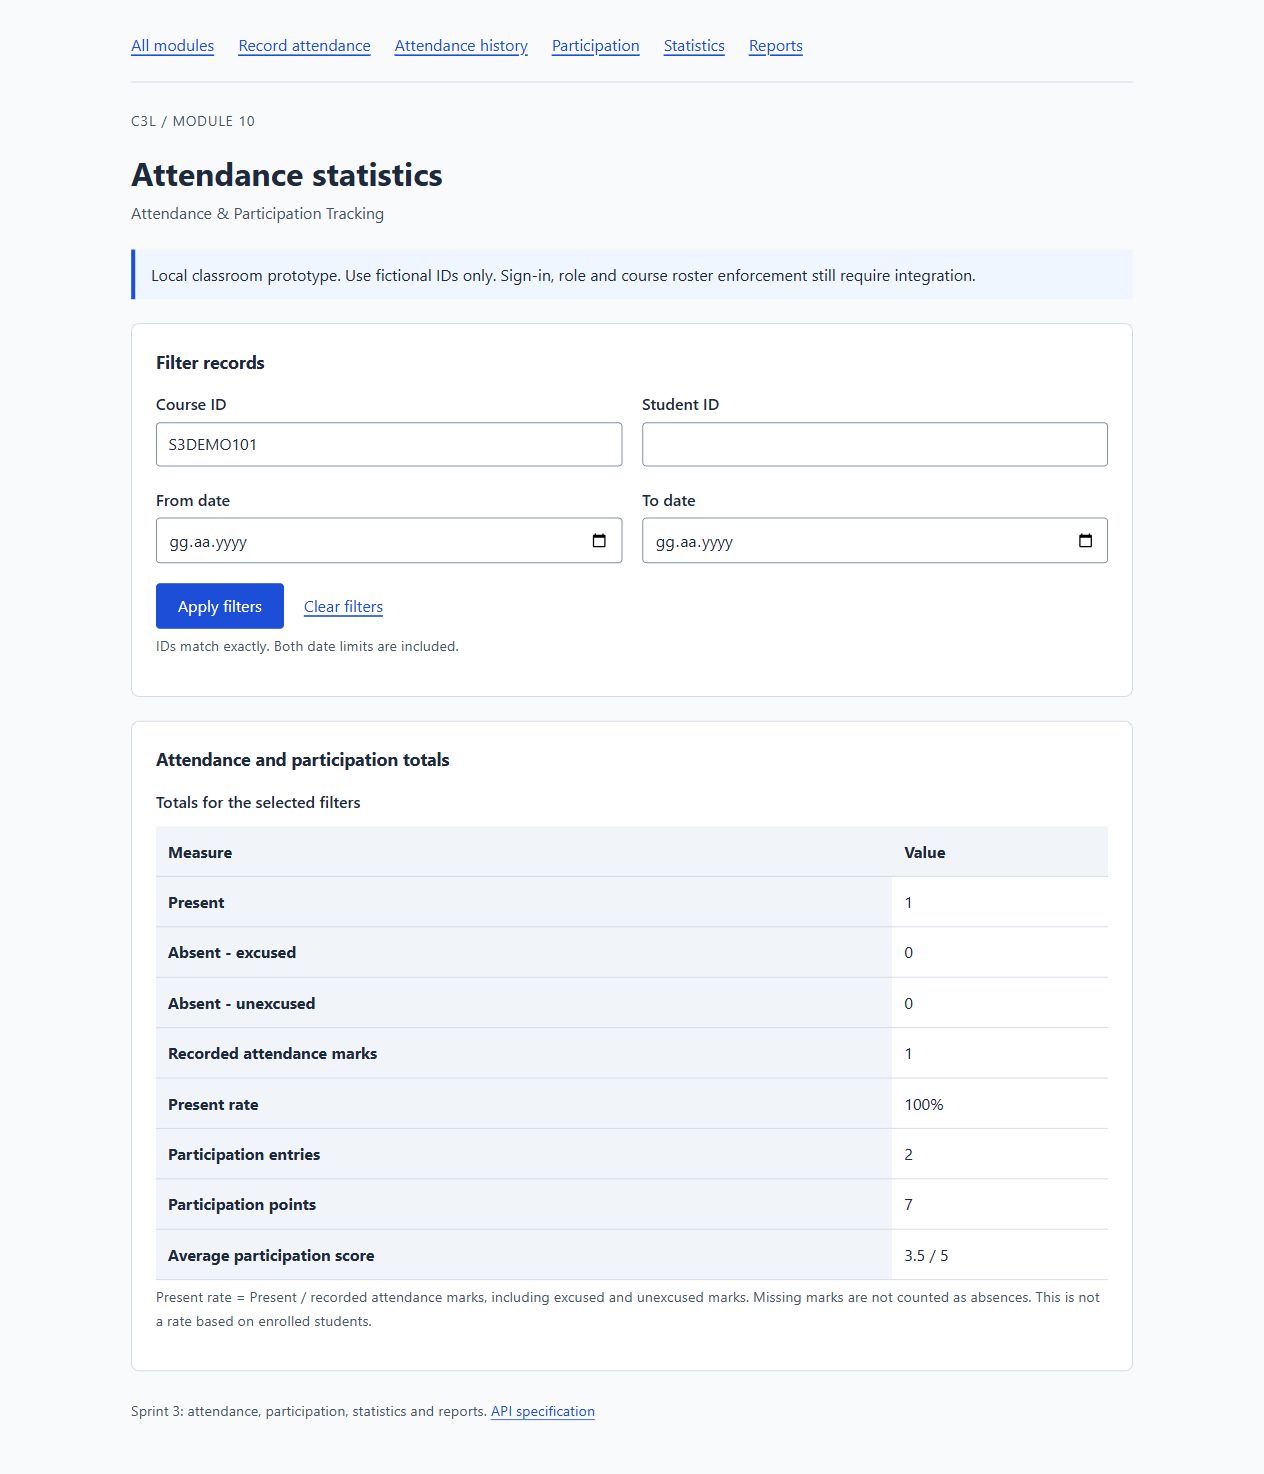 All modules Record attendance Attendance history Participation Statistics Reports
C3L / MODULE 10
Attendance statistics
Attendance & Participation Tracking
Local classroom prototype. Use fictional IDs only. Sign-in, role and course roster enforcement still require integration.
Filter records
Course ID Student ID
S3DEMO101
From date To date
gg.aa.yyyy gg.aa.yyyy
Apply filters Clear filters
IDs match exactly. Both date limits are included.
Attendance and participation totals
Totals for the selected filters
Measure Value
Present 1
Absent - excused 0
Absent - unexcused 0
Recorded attendance marks 1
Present rate 100%
Participation entries 2
Participation points 7
Average participation score 3.5 / 5
Present rate = Present / recorded attendance marks, including excused and unexcused marks. Missing marks are not counted as absences. This is not
a rate based on enrolled students.
Sprint 3: attendance, participation, statistics and reports. API specification